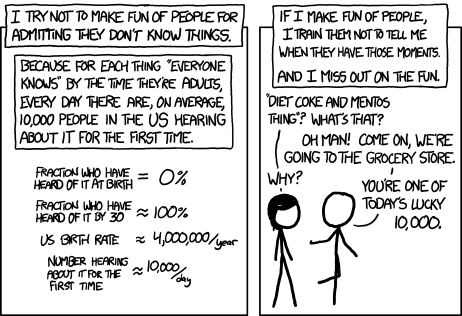 I TRY NOT TO MAKE FUN OF PEOPLE FOR
ADMITTING THEY DON'T KNOW THINGS.
BECAUSE FOR EACH THING "EVERYONE
KNOWS" BY THE TIME THEY'RE ADULTS,
EVERY DAY THERE ARE, ON AVERAGE,
10,000 PEOPLE IN THE US HEARING
ABOUT IT FOR THE FIRST TIME.
FRACTION WHO HAVE
HEARD OF IT AT BIRTH = 0%
FRACTION WHO HAVE
HEARD OF IT BY 30 ≈ 100%
US BIRTH RATE ≈ 4,000,000/year
NUMBER HEARING
ABOUT IT FOR THE ≈ 10,000/day
FIRST TIME
IF I MAKE FUN OF PEOPLE,
I TRAIN THEM NOT TO TELL ME
WHEN THEY HAVE THOSE MOMENTS.
AND I MISS OUT ON THE FUN.
"DIET COKE AND MENTOS
THING"? WHAT'S THAT?
OH MAN! COME ON, WE'RE
GOING TO THE GROCERY STORE.
WHY?
YOU'RE ONE OF
TODAY'S LUCKY
10,000.